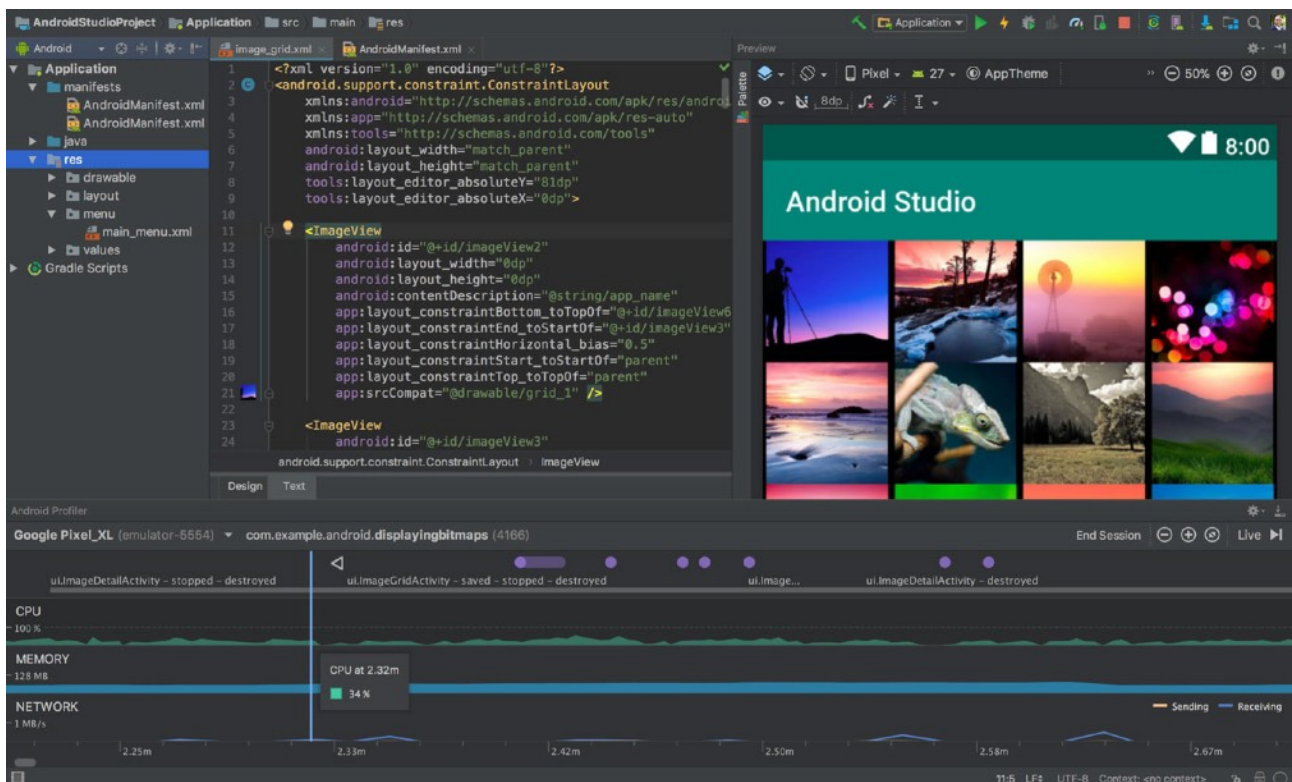 AndroidStudioProject Application src main res
Application
Android
image_grid.xml
AndroidManifest.xml
Preview
Application
manifests
AndroidManifest.xml
AndroidManifest.xml
java
res
drawable
layout
menu
main_menu.xml
values
Gradle Scripts
1 <?xml version="1.0" encoding="utf-8"?>
2 <android.support.constraint.ConstraintLayout
3 xmlns:android="http://schemas.android.com/apk/res/androi
4 xmlns:app="http://schemas.android.com/apk/res-auto"
5 xmlns:tools="http://schemas.android.com/tools"
6 android:layout_width="match_parent"
7 android:layout_height="match_parent"
8 tools:layout_editor_absoluteY="81dp"
9 tools:layout_editor_absoluteX="0dp">
10
11 <ImageView
12 android:id="@+id/imageView2"
13 android:layout_width="0dp"
14 android:layout_height="0dp"
15 android:contentDescription="@string/app_name"
16 app:layout_constraintBottom_toTopOf="@+id/imageView6
17 app:layout_constraintEnd_toStartOf="@+id/imageView3"
18 app:layout_constraintHorizontal_bias="0.5"
19 app:layout_constraintStart_toStartOf="parent"
20 app:layout_constraintTop_toTopOf="parent"
21 app:srcCompat="@drawable/grid_1" />
22
23 <ImageView
24 android:id="@+id/imageView3"
android.support.constraint.ConstraintLayout › ImageView
Design Text
Palette
Pixel 27 AppTheme 50%
8dp
8:00
Android Studio
Android Profiler
Google Pixel_XL (emulator-5554) com.example.android.displayingbitmaps (4166) End Session Live
ui.ImageDetailActivity - stopped - destroyed ui.ImageGridActivity - saved - stopped - destroyed ui.Image... ui.ImageDetailActivity - destroyed
CPU
100 %
MEMORY
128 MB
CPU at 2.32m
34 %
NETWORK
Sending Receiving
1 MB/s
2.25m 2.33m 2.42m 2.50m 2.58m 2.67m
11:5 LF UTF-8 Context: <no context>